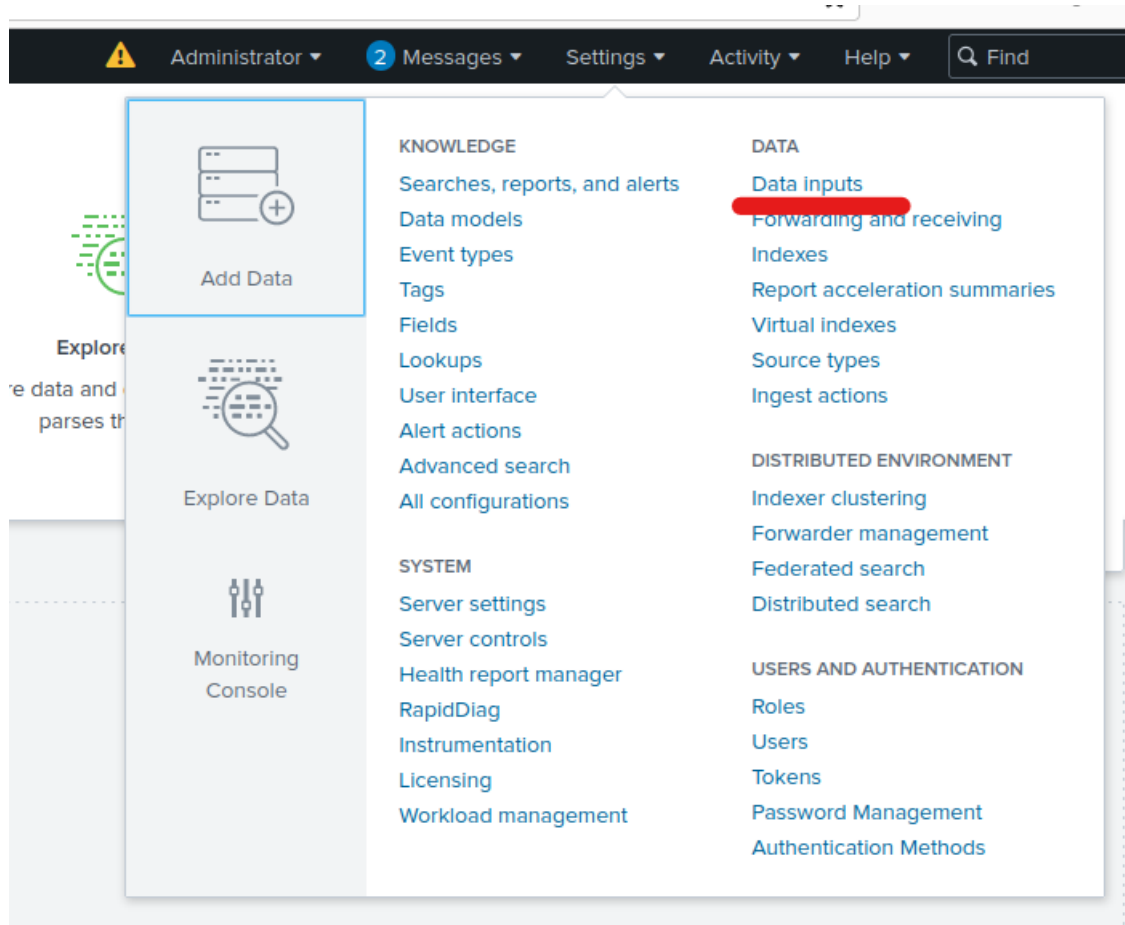 Administrator
2 Messages
Settings
Activity
Help
Find
Add Data
Explore Data
Monitoring
Console
KNOWLEDGE
Searches, reports, and alerts
Data models
Event types
Tags
Fields
Lookups
User interface
Alert actions
Advanced search
All configurations
SYSTEM
Server settings
Server controls
Health report manager
RapidDiag
Instrumentation
Licensing
Workload management
DATA
Data inputs
Forwarding and receiving
Indexes
Report acceleration summaries
Virtual indexes
Source types
Ingest actions
DISTRIBUTED ENVIRONMENT
Indexer clustering
Forwarder management
Federated search
Distributed search
USERS AND AUTHENTICATION
Roles
Users
Tokens
Password Management
Authentication Methods
Explore
data and
parses